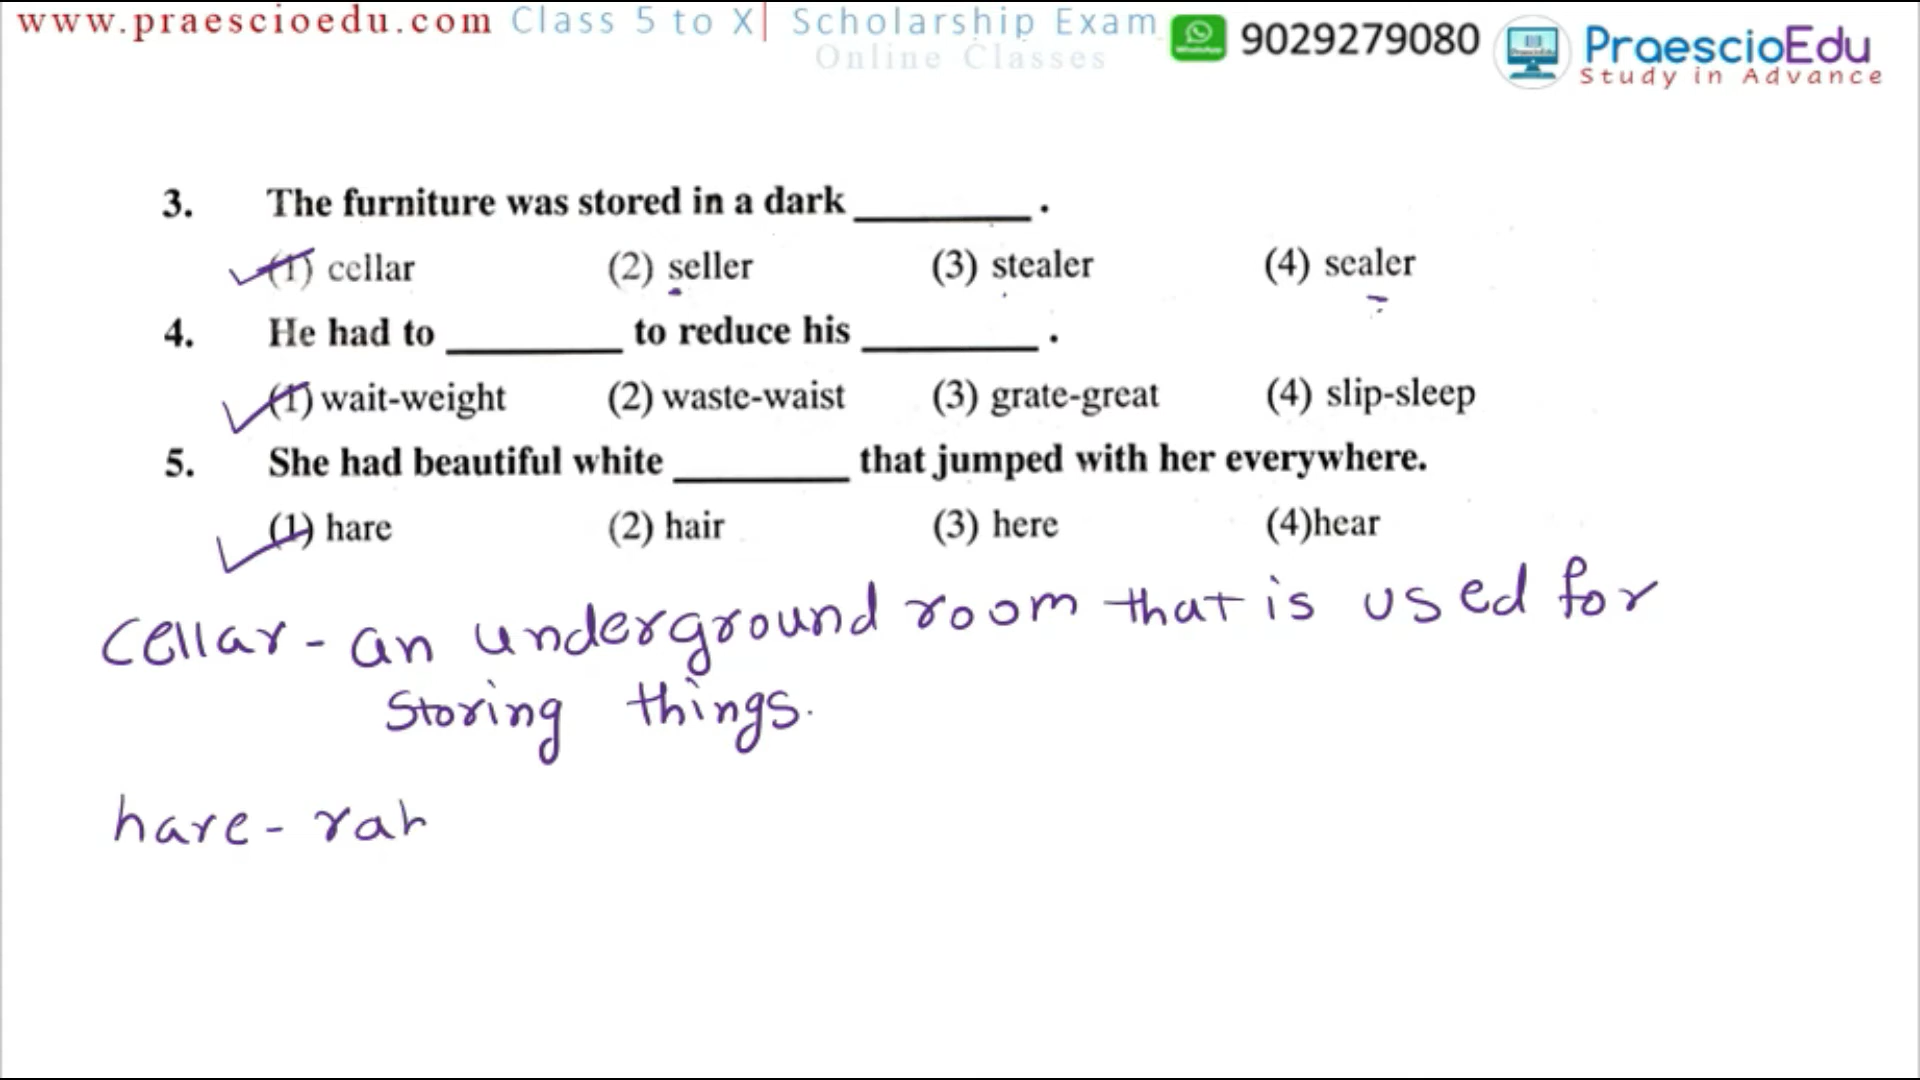 www.praescioedu.com Class 5 to X| Scholarship Exam
Online Classes
WhatsApp 9029279080
PraescioEdu
Study in Advance
3. The furniture was stored in a dark ________ .
(1) cellar (2) seller (3) stealer (4) sealer
4. He had to ________ to reduce his ________ .
(1) wait-weight (2) waste-waist (3) grate-great (4) slip-sleep
5. She had beautiful white ________ that jumped with her everywhere.
(1) hare (2) hair (3) here (4)hear
cellar - an underground room that is used for
storing things.
hare - rah